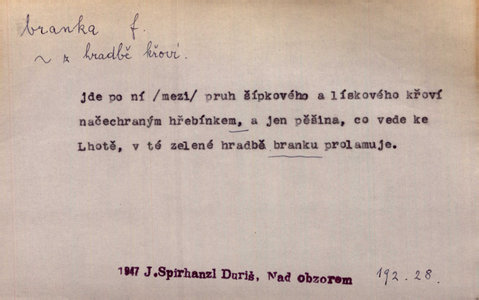 branka f.
~ z hradbě křoví.
jde po ní /mezi/ pruh šípkového a lískového křoví
načechraným hřebínkem, a jen pěšina, co vede ke
Lhotě, v té zelené hradbě branku prolamuje.
1947 J.Spirhanzl Duriš, Nad obzorem 192.28.